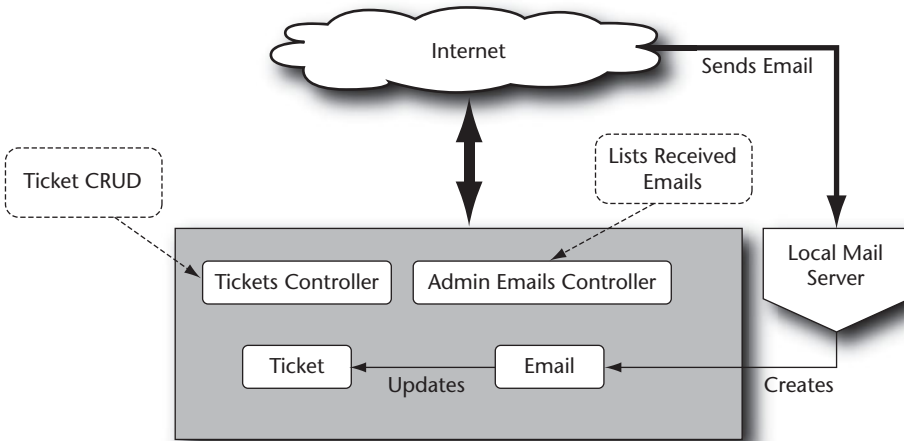 Internet
Sends Email
Ticket CRUD
Lists Received
Emails
Local Mail
Server
Tickets Controller
Admin Emails Controller
Ticket
Updates
Email
Creates